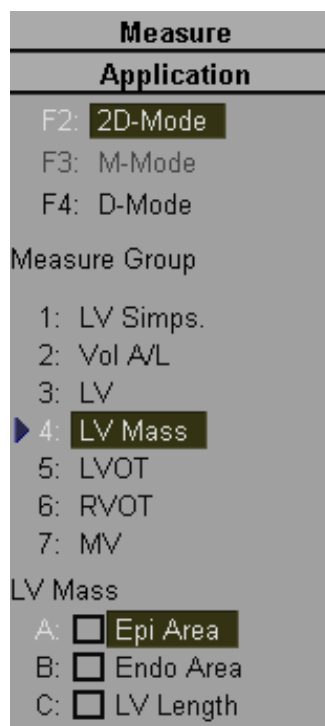 Measure
Application
F2: 2D-Mode
F3: M-Mode
F4: D-Mode
Measure Group
1: LV Simps.
2: Vol A/L
3: LV
4: LV Mass
5: LVOT
6: RVOT
7: MV
LV Mass
A: Epi Area
B: Endo Area
C: LV Length